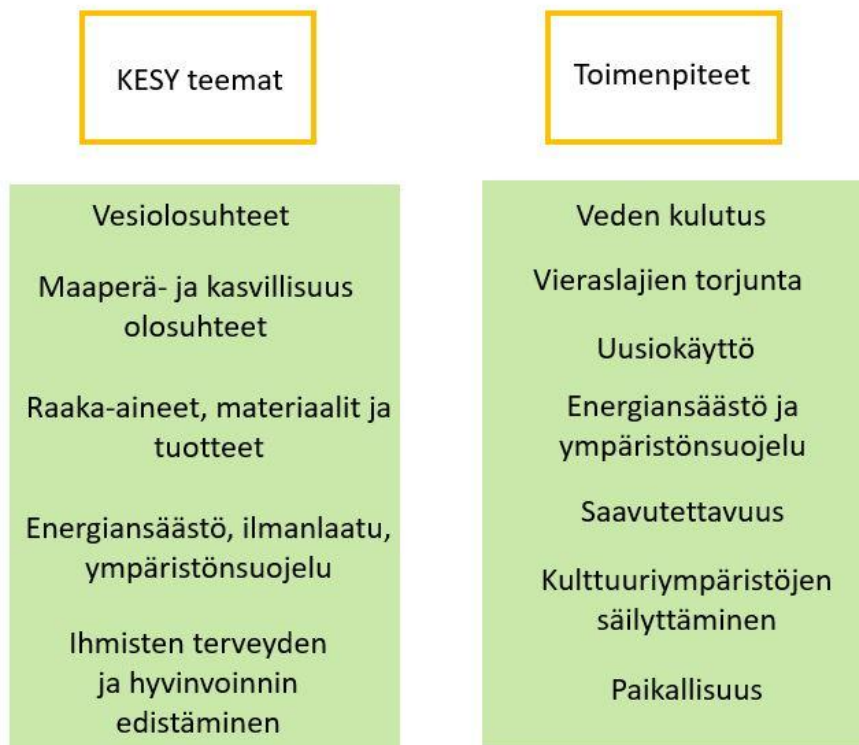 KESY teemat
Vesiolosuhteet
Maaperä- ja kasvillisuus
olosuhteet
Raaka-aineet, materiaalit ja
tuotteet
Energiansäästö, ilmanlaatu,
ympäristönsuojelu
Ihmisten terveyden
ja hyvinvoinnin
edistäminen
Toimenpiteet
Veden kulutus
Vieraslajien torjunta
Uusiokäyttö
Energiansäästö ja
ympäristönsuojelu
Saavutettavuus
Kulttuuriympäristöjen
säilyttäminen
Paikallisuus